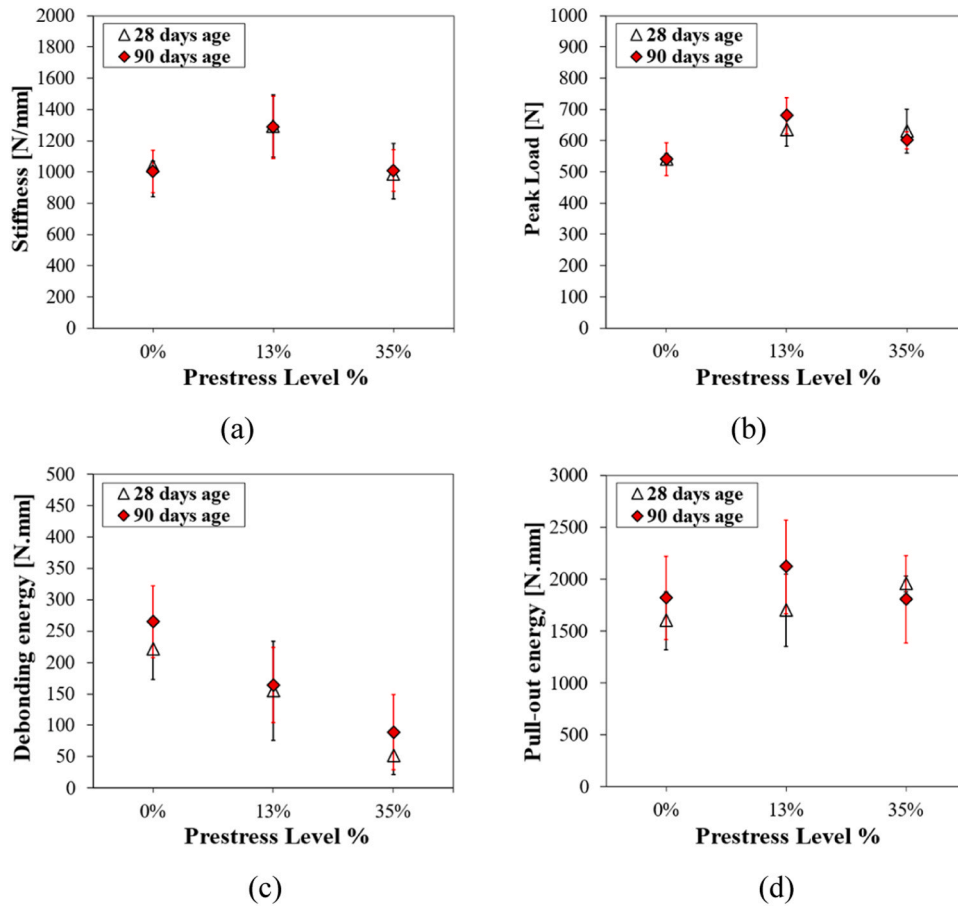 2000
1800
1600
1400
1200
1000
800
600
400
200
0
Stiffness [N/mm]
28 days age
90 days age
0% 13% 35%
Prestress Level %
(a)
1000
900
800
700
600
500
400
300
200
100
0
Peak Load [N]
28 days age
90 days age
0% 13% 35%
Prestress Level %
(b)
500
450
400
350
300
250
200
150
100
50
0
Debonding energy [N.mm]
28 days age
90 days age
0% 13% 35%
Prestress Level %
(c)
3000
2500
2000
1500
1000
500
0
Pull-out energy [N.mm]
28 days age
90 days age
0% 13% 35%
Prestress Level %
(d)